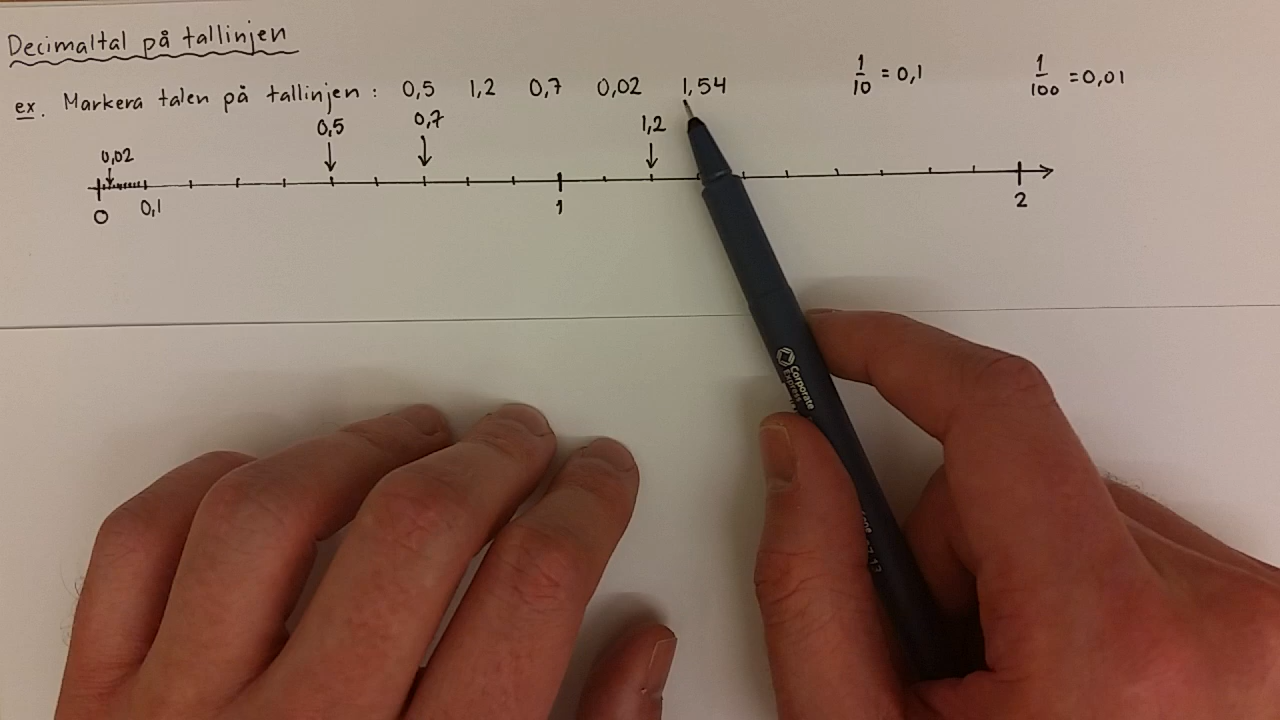 Decimaltal på tallinjen
ex. Markera talen på tallinjen : 0,5 1,2 0,7 0,02 1,54 1/10 = 0,1 1/100 = 0,01
0,02 0,5 0,7 1,2
0 0,1 1 2
Corporate
Express